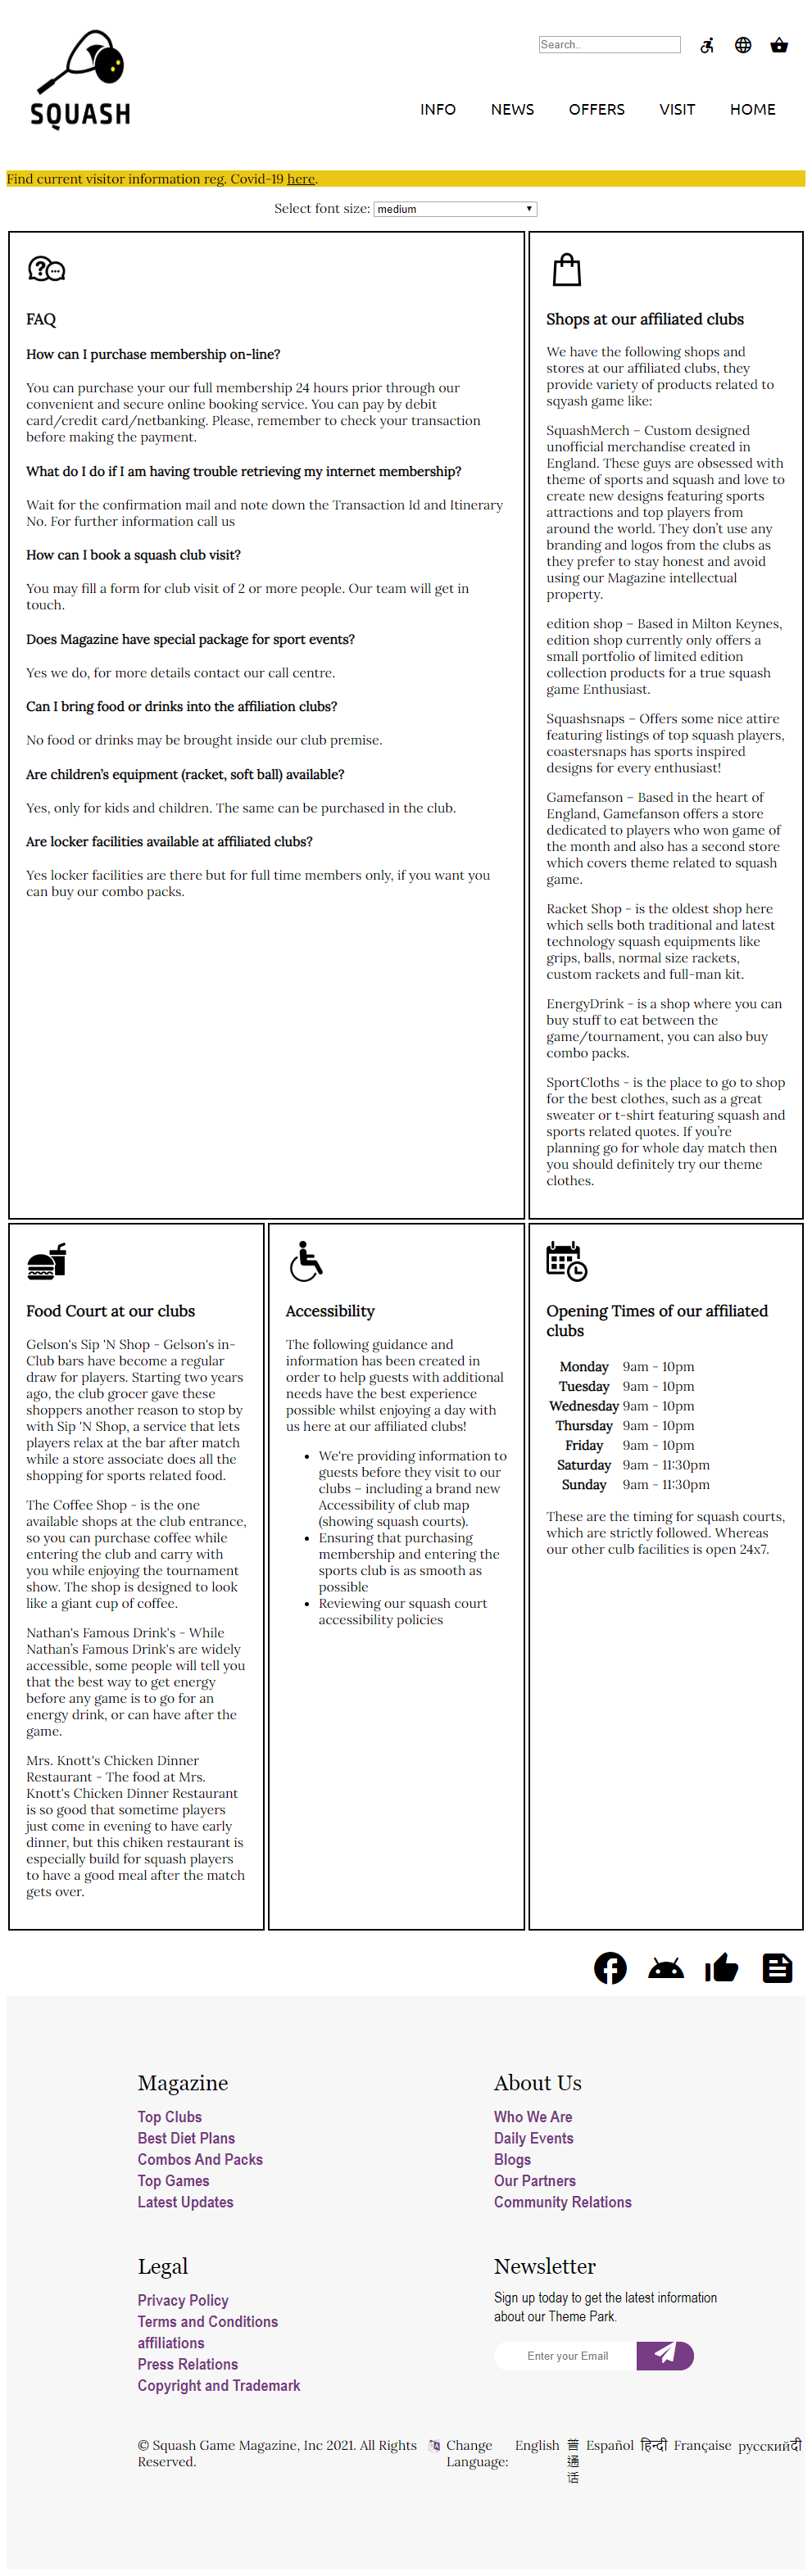 Search..
SQUASH
INFO NEWS OFFERS VISIT HOME
Find current visitor information reg. Covid-19 here.
Select font size: medium
FAQ
How can I purchase membership on-line?
You can purchase your our full membership 24 hours prior through our
convenient and secure online booking service. You can pay by debit
card/credit card/netbanking. Please, remember to check your transaction
before making the payment.
What do I do if I am having trouble retrieving my internet membership?
Wait for the confirmation mail and note down the Transaction Id and Itinerary
No. For further information call us
How can I book a squash club visit?
You may fill a form for club visit of 2 or more people. Our team will get in
touch.
Does Magazine have special package for sport events?
Yes we do, for more details contact our call centre.
Can I bring food or drinks into the affiliation clubs?
No food or drinks may be brought inside our club premise.
Are children’s equipment (racket, soft ball) available?
Yes, only for kids and children. The same can be purchased in the club.
Are locker facilities available at affiliated clubs?
Yes locker facilities are there but for full time members only, if you want you
can buy our combo packs.
Shops at our affiliated clubs
We have the following shops and
stores at our affiliated clubs, they
provide variety of products related to
sqyash game like:
SquashMerch – Custom designed
unofficial merchandise created in
England. These guys are obsessed with
theme of sports and squash and love to
create new designs featuring sports
attractions and top players from
around the world. They don’t use any
branding and logos from the clubs as
they prefer to stay honest and avoid
using our Magazine intellectual
property.
edition shop – Based in Milton Keynes,
edition shop currently only offers a
small portfolio of limited edition
collection products for a true squash
game Enthusiast.
Squashsnaps – Offers some nice attire
featuring listings of top squash players,
coastersnaps has sports inspired
designs for every enthusiast!
Gamefanson – Based in the heart of
England, Gamefanson offers a store
dedicated to players who won game of
the month and also has a second store
which covers theme related to squash
game.
Racket Shop - is the oldest shop here
which sells both traditional and latest
technology squash equipments like
grips, balls, normal size rackets,
custom rackets and full-man kit.
EnergyDrink - is a shop where you can
buy stuff to eat between the
game/tournament, you can also buy
combo packs.
SportCloths - is the place to go to shop
for the best clothes, such as a great
sweater or t-shirt featuring squash and
sports related quotes. If you’re
planning go for whole day match then
you should definitely try our theme
clothes.
Food Court at our clubs
Gelson's Sip 'N Shop - Gelson's in-
Club bars have become a regular
draw for players. Starting two years
ago, the club grocer gave these
shoppers another reason to stop by
with Sip 'N Shop, a service that lets
players relax at the bar after match
while a store associate does all the
shopping for sports related food.
The Coffee Shop - is the one
available shops at the club entrance,
so you can purchase coffee while
entering the club and carry with
you while enjoying the tournament
show. The shop is designed to look
like a giant cup of coffee.
Nathan's Famous Drink's - While
Nathan’s Famous Drink's are widely
accessible, some people will tell you
that the best way to get energy
before any game is to go for an
energy drink, or can have after the
game.
Mrs. Knott's Chicken Dinner
Restaurant - The food at Mrs.
Knott's Chicken Dinner Restaurant
is so good that sometime players
just come in evening to have early
dinner, but this chiken restaurant is
especially build for squash players
to have a good meal after the match
gets over.
Accessibility
The following guidance and
information has been created in
order to help guests with additional
needs have the best experience
possible whilst enjoying a day with
us here at our affiliated clubs!
• We're providing information to
guests before they visit to our
clubs – including a brand new
Accessibility of club map
(showing squash courts).
• Ensuring that purchasing
membership and entering the
sports club is as smooth as
possible
• Reviewing our squash court
accessibility policies
Opening Times of our affiliated
clubs
Monday 9am - 10pm
Tuesday 9am - 10pm
Wednesday 9am - 10pm
Thursday 9am - 10pm
Friday 9am - 10pm
Saturday 9am - 11:30pm
Sunday 9am - 11:30pm
These are the timing for squash courts,
which are strictly followed. Whereas
our other culb facilities is open 24x7.
Magazine
Top Clubs
Best Diet Plans
Combos And Packs
Top Games
Latest Updates
About Us
Who We Are
Daily Events
Blogs
Our Partners
Community Relations
Legal
Privacy Policy
Terms and Conditions
affiliations
Press Relations
Copyright and Trademark
Newsletter
Sign up today to get the latest information
about our Theme Park.
Enter your Email
© Squash Game Magazine, Inc 2021. All Rights
Reserved.
Change
Language:
English
普
通
话
Español
हिन्दी
Française
русскийदी